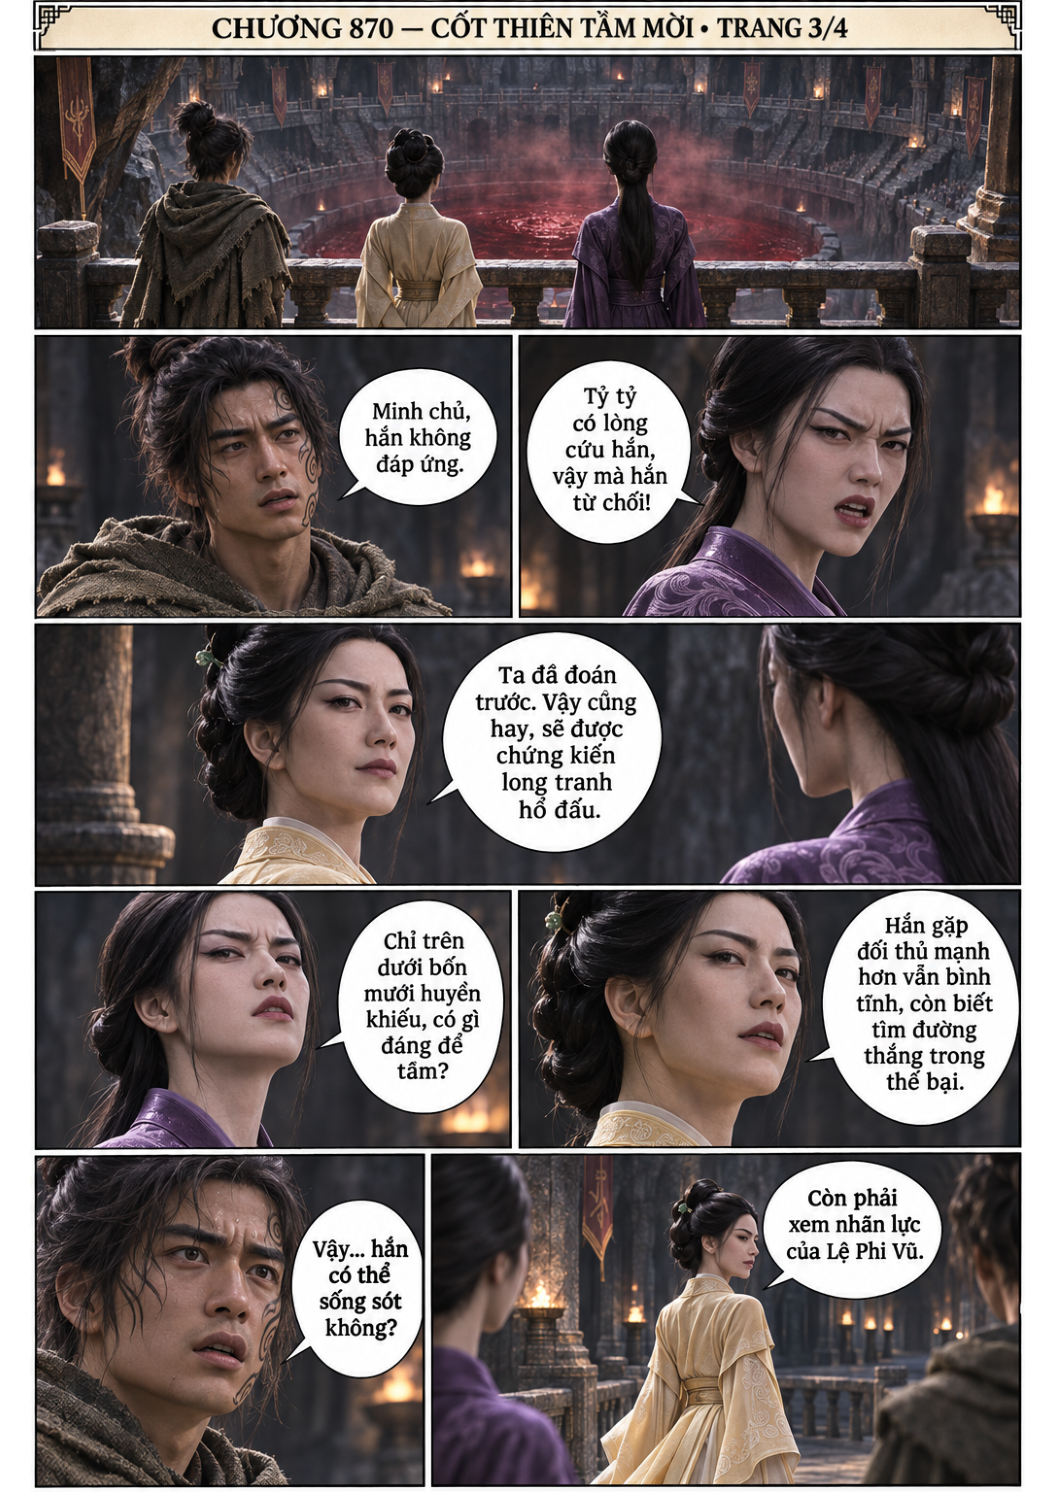 CHƯƠNG 870 — CỐT THIÊN TẦM MỜI • TRANG 3/4
Minh chủ,
hắn không
đáp ứng.
Tỷ tỷ
có lòng
cứu hắn,
vậy mà hắn
từ chối!
Ta đã đoán
trước. Vậy cũng
hay, sẽ được
chứng kiến
long tranh
hổ đấu.
Chỉ trên
dưới bốn
mưới huyền
khiếu, có gì
đáng để
tầm?
Hắn gặp
đối thủ mạnh
hơn vẫn bình
tĩnh, còn biết
tìm đường
thắng trong
thế bại.
Vậy... hắn
có thể
sống sót
không?
Còn phải
xem nhãn lực
của Lệ Phi Vũ.